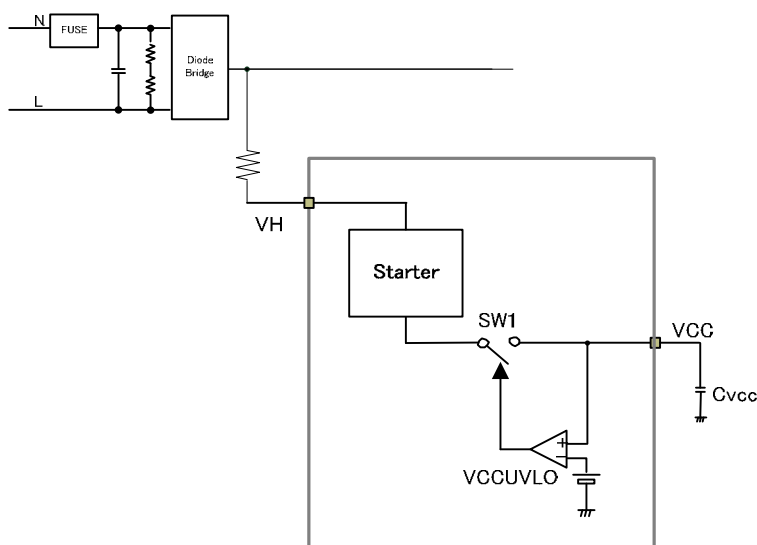 N
FUSE
Diode
Bridge
L
VH
Starter
SW1
VCC
Cvcc
+
−
VCCUVLO